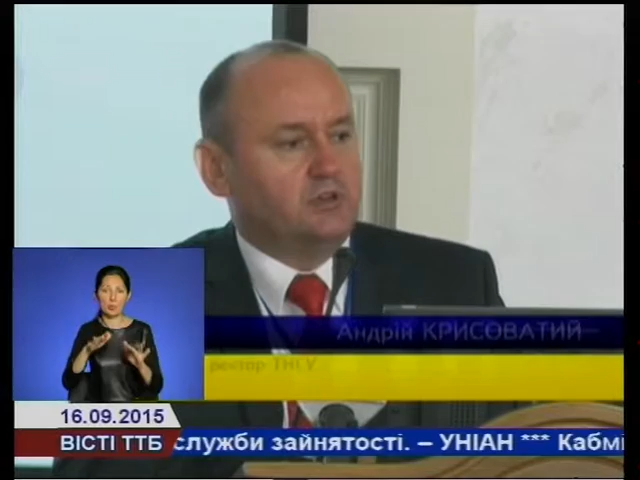 Андрій КРИСОВАТИЙ
ректор ТНЕУ
16.09.2015
ВІСТІ ТТБ
служби зайнятості. – УНІАН *** Кабмі